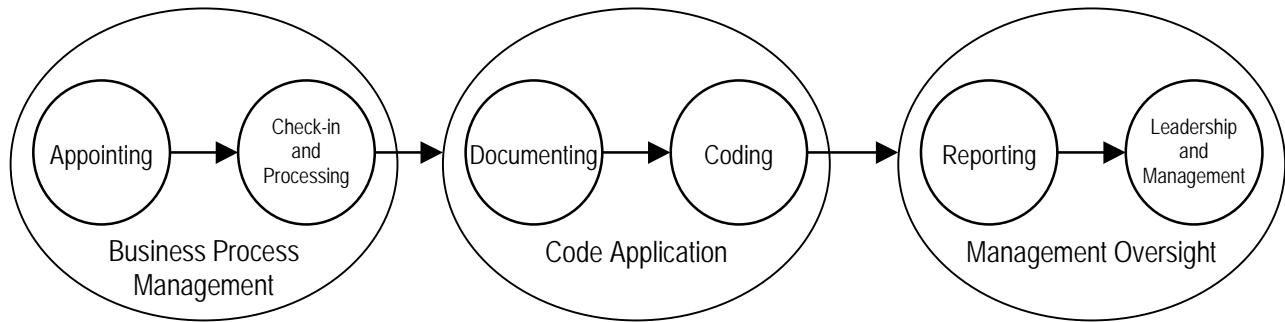 Appointing
Check-in
and
Processing
Business Process
Management
Documenting
Coding
Code Application
Reporting
Leadership
and
Management
Management Oversight